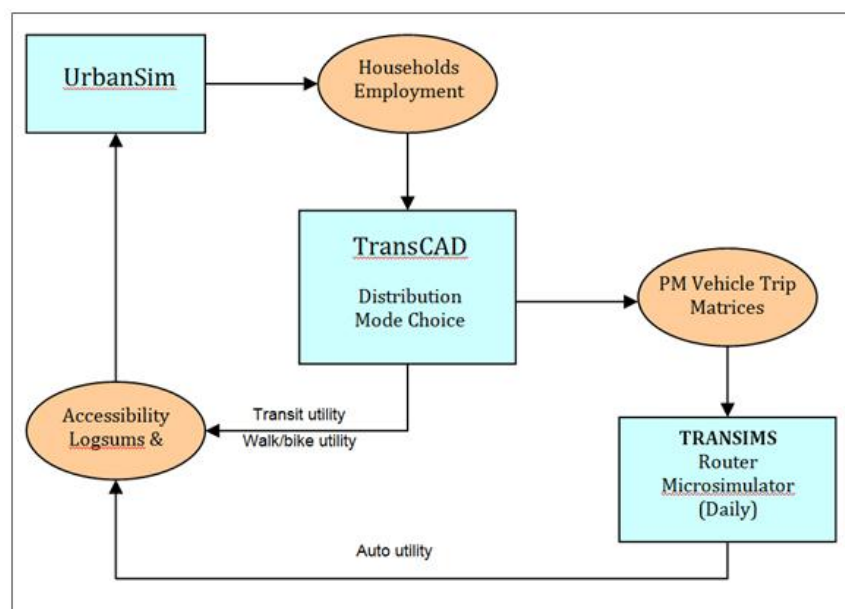 UrbanSim
Households
Employment
TransCAD
Distribution
Mode Choice
PM Vehicle Trip
Matrices
Accessibility
Logsums &
Transit utility
Walk/bike utility
TRANSIMS
Router
Microsimulator
(Daily)
Auto utility